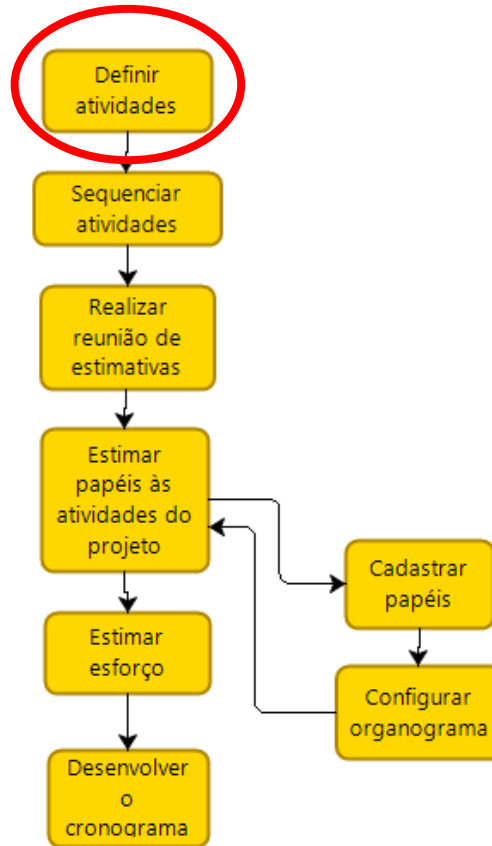 Definir
atividades
Sequenciar
atividades
Realizar
reunião de
estimativas
Estimar
papéis às
atividades do
projeto
Cadastrar
papéis
Estimar
esforço
Configurar
organograma
Desenvolver
o
cronograma